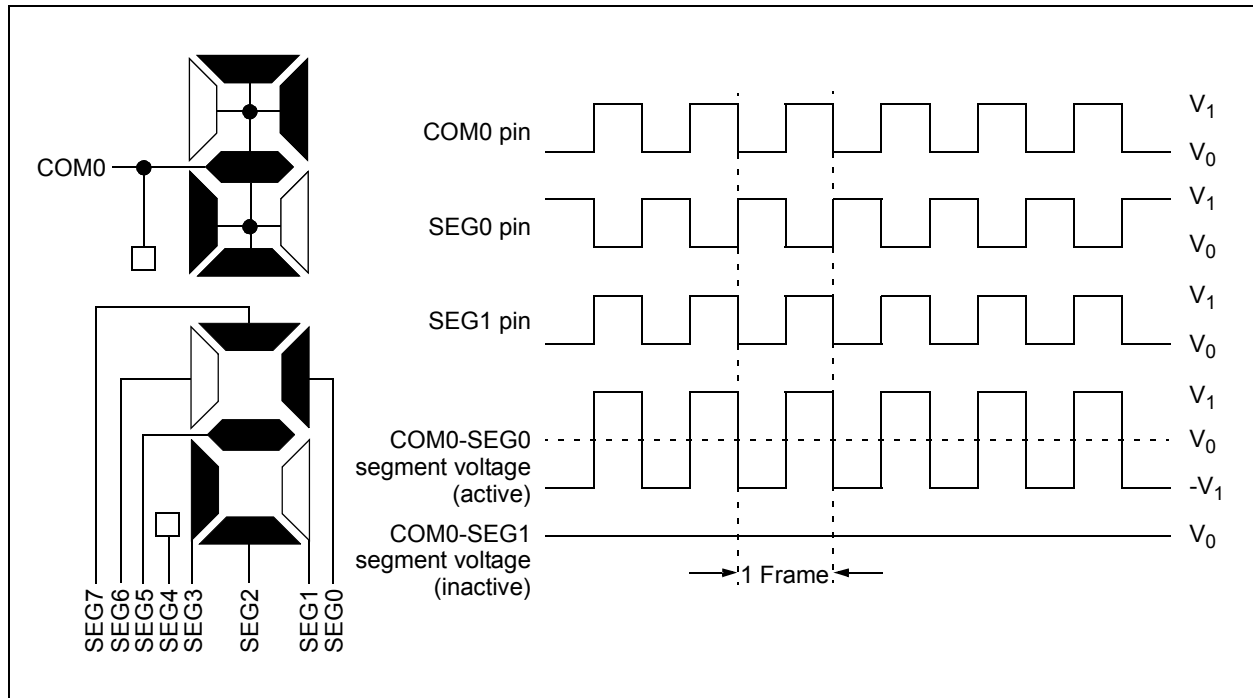 COM0
SEG7
SEG6
SEG5
SEG4
SEG3
SEG2
SEG1
SEG0
COM0 pin
V1
V0
SEG0 pin
V1
V0
SEG1 pin
V1
V0
COM0-SEG0
segment voltage
(active)
V1
V0
-V1
COM0-SEG1
segment voltage
(inactive)
V0
1 Frame